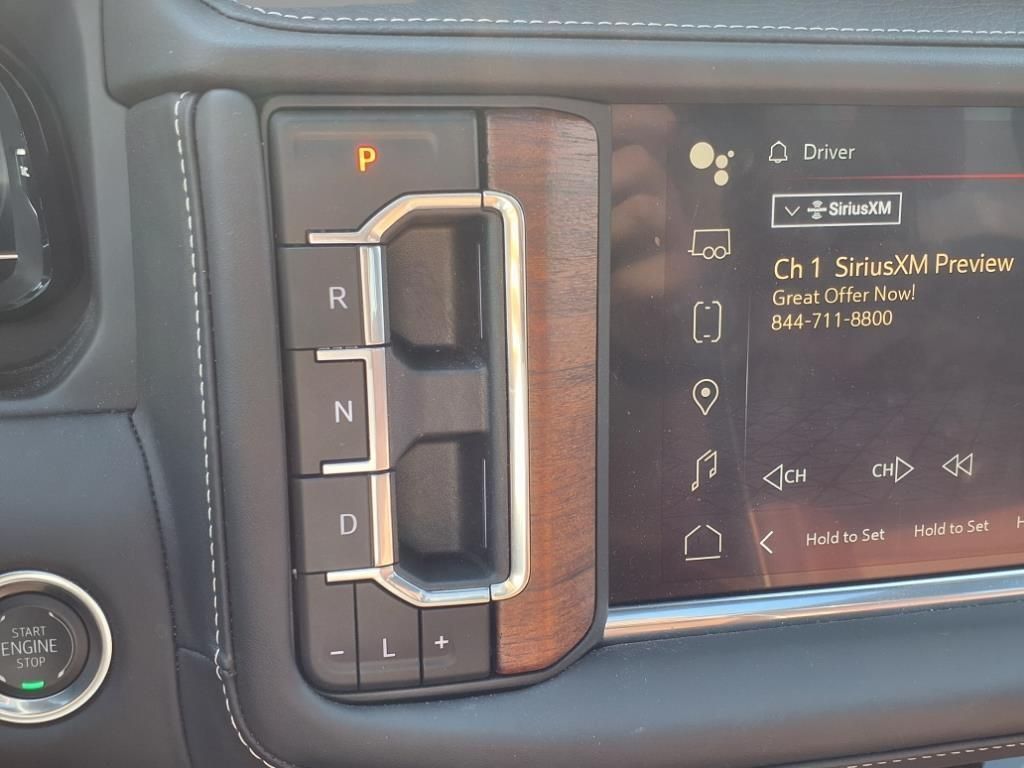 P
R
N
D
- L +
START
ENGINE
STOP
Driver
SiriusXM
Ch 1 SiriusXM Preview
Great Offer Now!
844-711-8800
CH CH
Hold to Set Hold to Set H